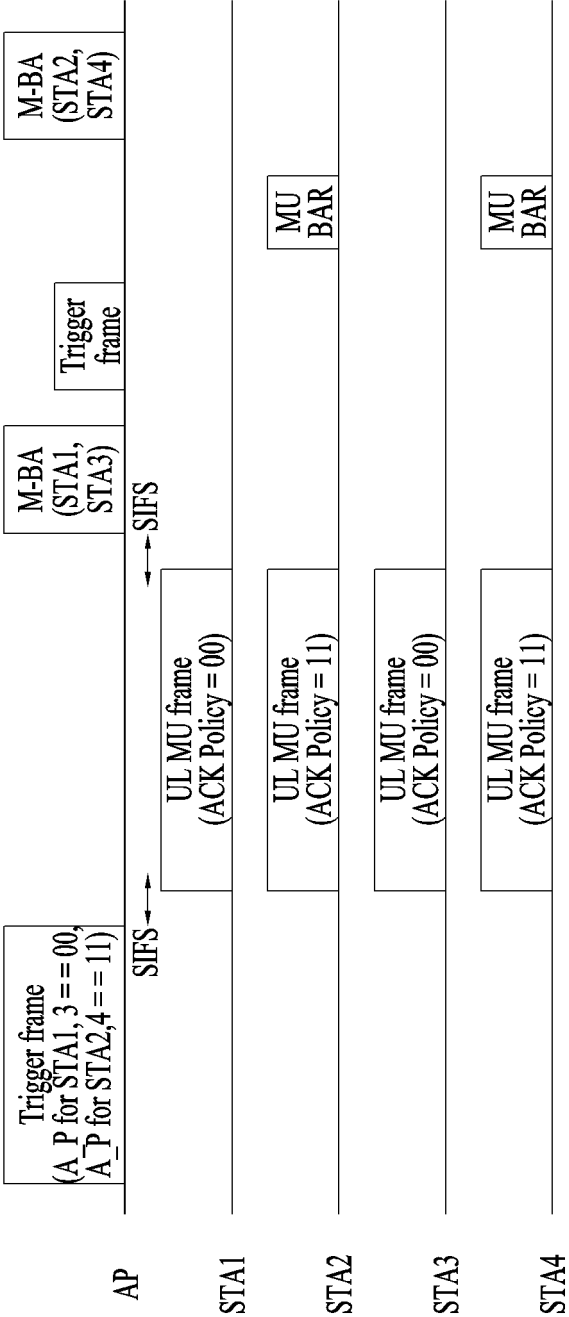 AP
Trigger frame
(A_P for STA1, 3 = = 00,
A_P for STA2,4 = = 11)
SIFS
SIFS
M-BA
(STA1,
STA3)
Trigger
frame
M-BA
(STA2,
STA4)
STA1
UL MU frame
(ACK Policy = 00)
STA2
UL MU frame
(ACK Policy = 11)
MU
BAR
STA3
UL MU frame
(ACK Policy = 00)
STA4
UL MU frame
(ACK Policy = 11)
MU
BAR